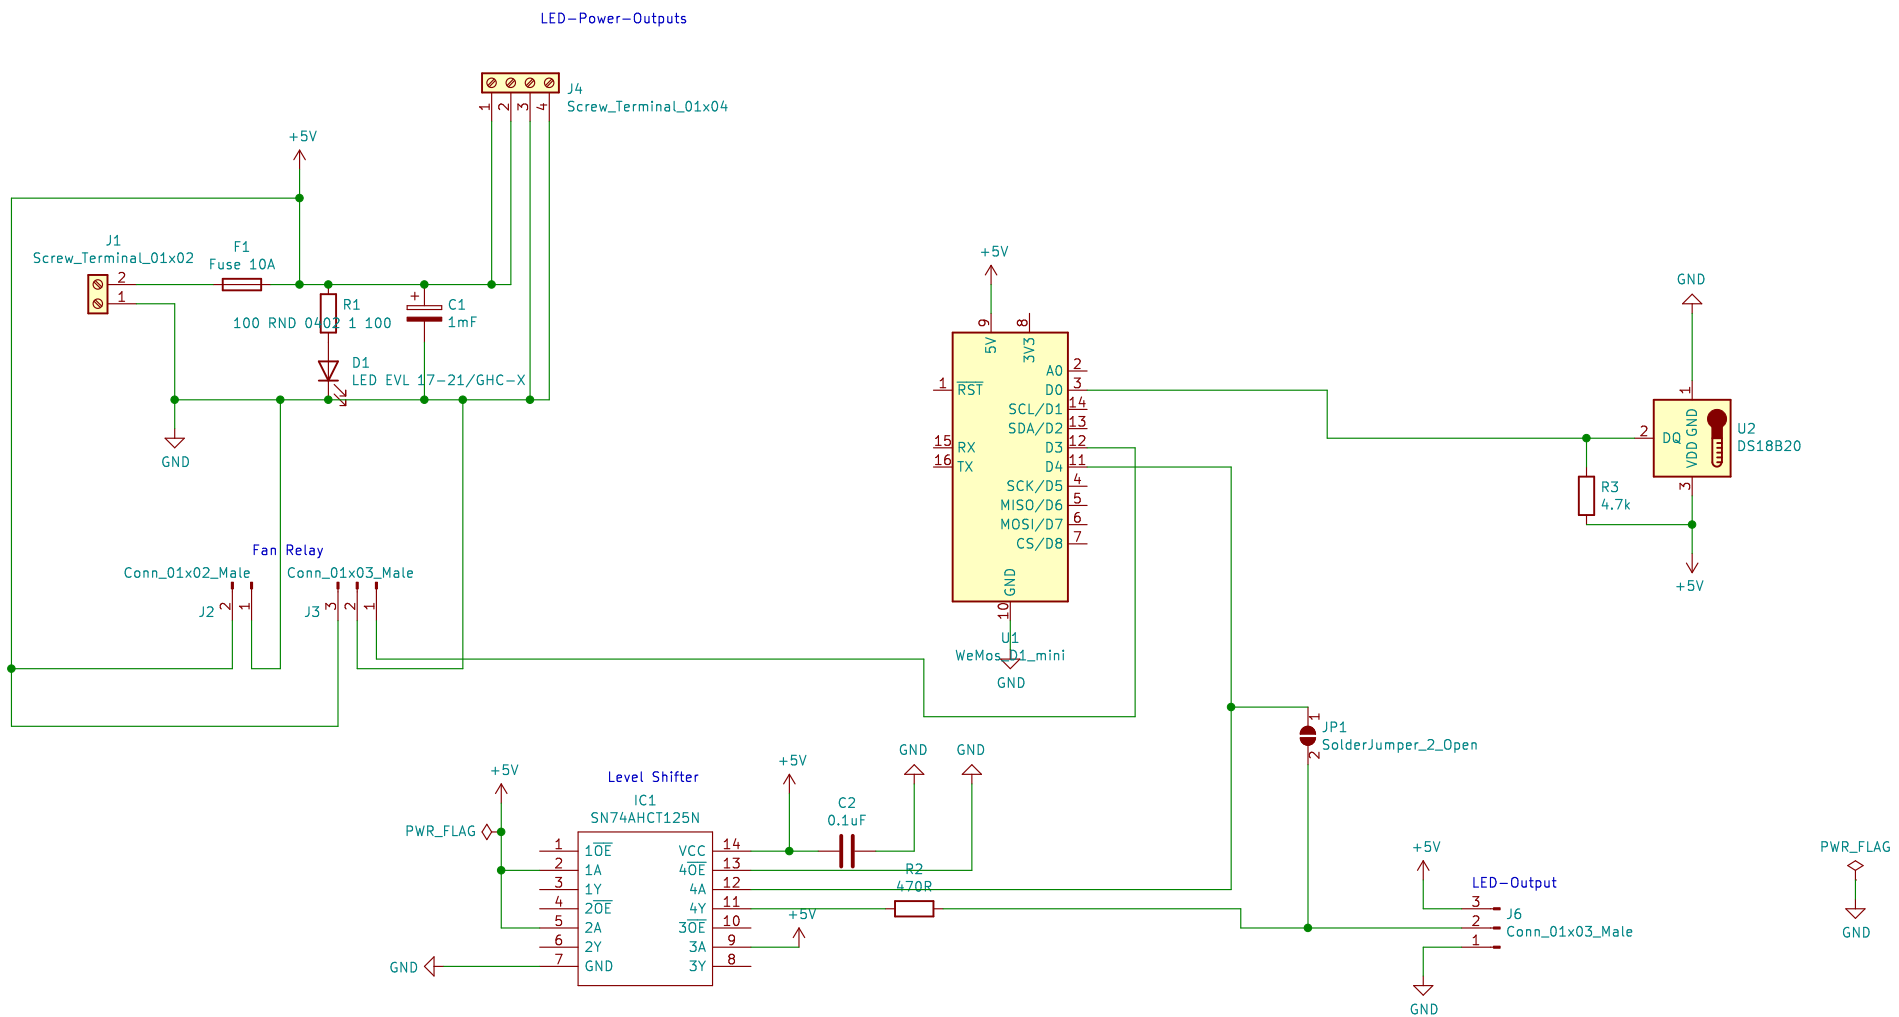 LED-Power-Outputs
J4
Screw_Terminal_01x04
1 2 3 4
+5V
J1
Screw_Terminal_01x02
2
1
F1
Fuse 10A
R1
100 RND 0402 1 100
C1
1mF
D1
LED EVL 17-21/GHC-X
GND
Fan Relay
Conn_01x02_Male
Conn_01x03_Male
J2
2 1
J3
3 2 1
+5V
9 8
5V 3V3
A0 2
1 RST
D0 3
SCL/D1 14
SDA/D2 13
15 RX
D3 12
16 TX
D4 11
SCK/D5 4
MISO/D6 5
MOSI/D7 6
CS/D8 7
GND
10
U1
WeMos_D1_mini
GND
GND
1
GND
2 DQ
VDD
3
U2
DS18B20
R3
4.7k
+5V
JP1
SolderJumper_2_Open
1
2
Level Shifter
IC1
SN74AHCT125N
+5V
PWR_FLAG
GND
1 1OE
2 1A
3 1Y
4 2OE
5 2A
6 2Y
7 GND
VCC 14
4OE 13
4A 12
4Y 11
3OE 10
3A 9
3Y 8
+5V
C2
0.1uF
GND
GND
R2
470R
+5V
+5V
LED-Output
3
2
1
J6
Conn_01x03_Male
GND
PWR_FLAG
GND